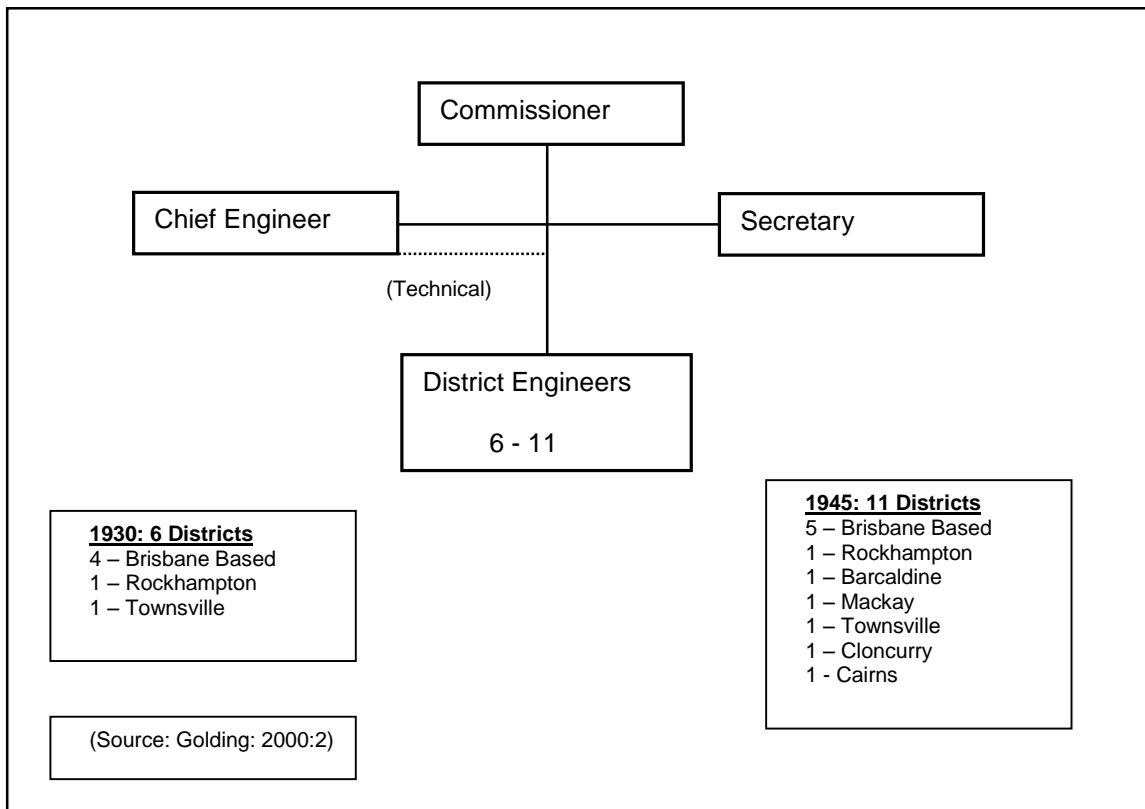 Commissioner
Chief Engineer
Secretary
(Technical)
District Engineers
6 - 11
1930: 6 Districts
4 – Brisbane Based
1 – Rockhampton
1 – Townsville
1945: 11 Districts
5 – Brisbane Based
1 – Rockhampton
1 – Barcaldine
1 – Mackay
1 – Townsville
1 – Cloncurry
1 - Cairns
(Source: Golding: 2000:2)